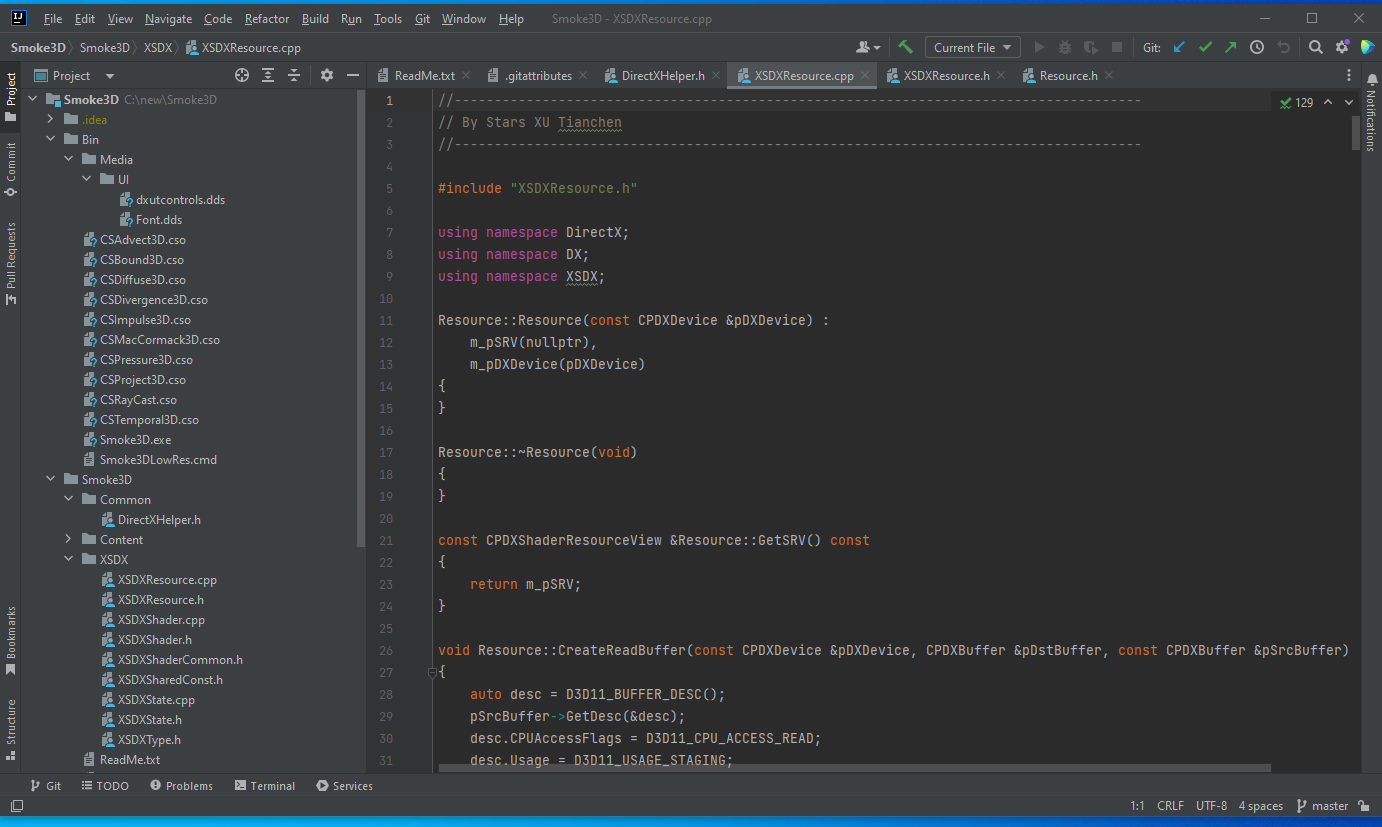 File Edit View Navigate Code Refactor Build Run Tools Git Window Help Smoke3D - XSDXResource.cpp
Smoke3D Smoke3D XSDX XSDXResource.cpp Current File Git:
Project
ReadMe.txt .gitattributes DirectXHelper.h XSDXResource.cpp XSDXResource.h Resource.h
Project
Commit
Pull Requests
Bookmarks
Structure
Smoke3D C:\new\Smoke3D
.idea
Bin
Media
UI
dxutcontrols.dds
Font.dds
CSAdvect3D.cso
CSBound3D.cso
CSDiffuse3D.cso
CSDivergence3D.cso
CSImpulse3D.cso
CSMacCormack3D.cso
CSPressure3D.cso
CSProject3D.cso
CSRayCast.cso
CSTemporal3D.cso
Smoke3D.exe
Smoke3DLowRes.cmd
Smoke3D
Common
DirectXHelper.h
Content
XSDX
XSDXResource.cpp
XSDXResource.h
XSDXShader.cpp
XSDXShader.h
XSDXShaderCommon.h
XSDXSharedConst.h
XSDXState.cpp
XSDXState.h
XSDXType.h
ReadMe.txt
1 //--------------------------------------------------------------------------------------
2 // By Stars XU Tianchen
3 //--------------------------------------------------------------------------------------
4
5 #include "XSDXResource.h"
6
7 using namespace DirectX;
8 using namespace DX;
9 using namespace XSDX;
10
11 Resource::Resource(const CPDXDevice &pDXDevice) :
12 m_pSRV(nullptr),
13 m_pDXDevice(pDXDevice)
14 {
15 }
16
17 Resource::~Resource(void)
18 {
19 }
20
21 const CPDXShaderResourceView &Resource::GetSRV() const
22 {
23 return m_pSRV;
24 }
25
26 void Resource::CreateReadBuffer(const CPDXDevice &pDXDevice, CPDXBuffer &pDstBuffer, const CPDXBuffer &pSrcBuffer)
27 {
28 auto desc = D3D11_BUFFER_DESC();
29 pSrcBuffer->GetDesc(&desc);
30 desc.CPUAccessFlags = D3D11_CPU_ACCESS_READ;
31 desc.Usage = D3D11_USAGE_STAGING;
129
Notifications
Git TODO Problems Terminal Services
1:1 CRLF UTF-8 4 spaces master